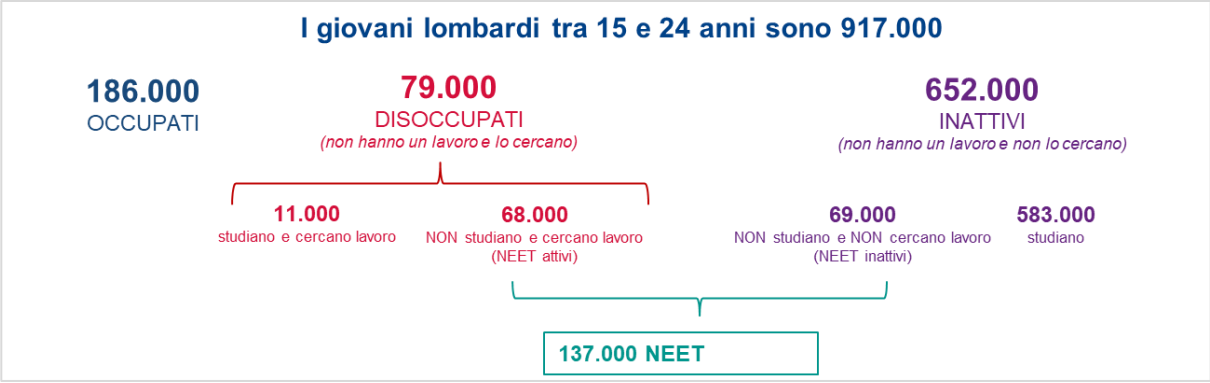 I giovani lombardi tra 15 e 24 anni sono 917.000
186.000
OCCUPATI
79.000
DISOCCUPATI
(non hanno un lavoro e lo cercano)
652.000
INATTIVI
(non hanno un lavoro e non lo cercano)
11.000
studiano e cercano lavoro
68.000
NON studiano e cercano lavoro
(NEET attivi)
69.000
NON studiano e NON cercano lavoro
(NEET inattivi)
583.000
studiano
137.000 NEET